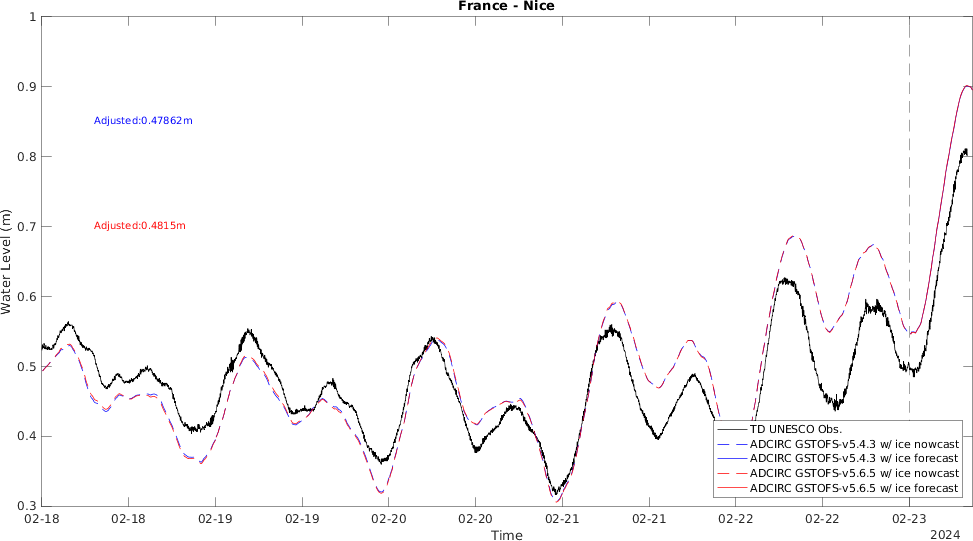 France - Nice
1
0.9
0.8
0.7
0.6
0.5
0.4
0.3
Water Level (m)
Adjusted:0.47862m
Adjusted:0.4815m
TD UNESCO Obs.
ADCIRC GSTOFS-v5.4.3 w/ ice nowcast
ADCIRC GSTOFS-v5.4.3 w/ ice forecast
ADCIRC GSTOFS-v5.6.5 w/ ice nowcast
ADCIRC GSTOFS-v5.6.5 w/ ice forecast
02-18 02-18 02-19 02-19 02-20 02-20 02-21 02-21 02-22 02-22 02-23
Time
2024